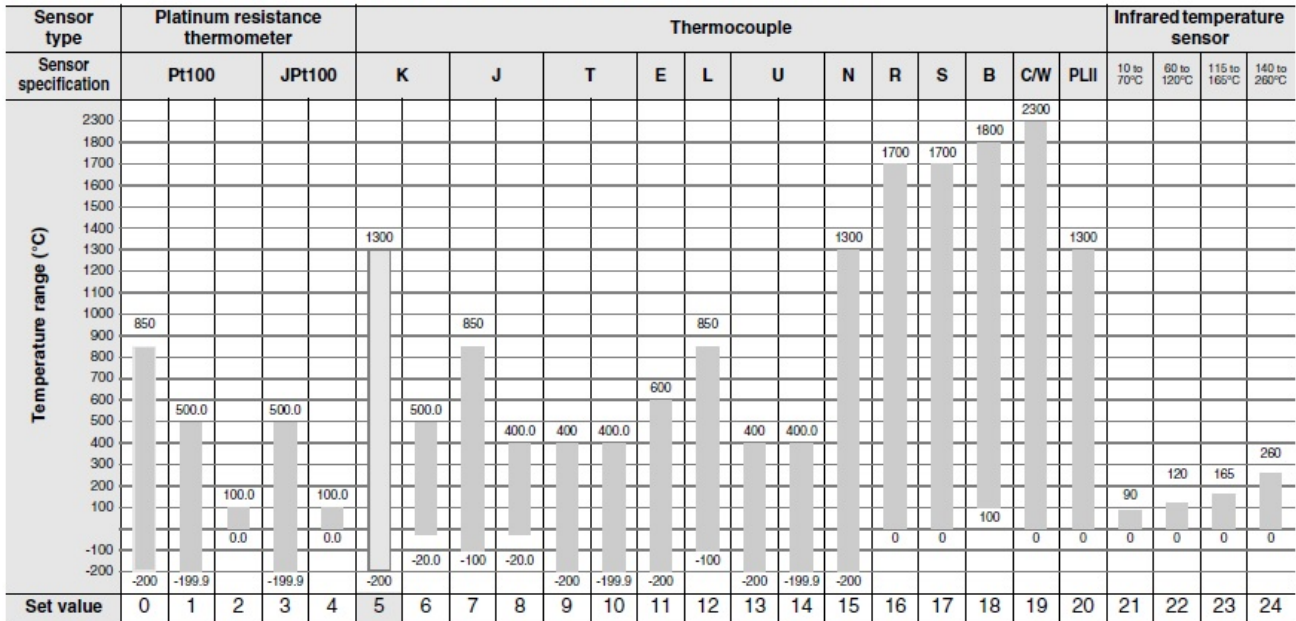 Sensor type Platinum resistance thermometer Thermocouple Infrared temperature sensor
Sensor specification Pt100 JPt100 K J T E L U N R S B C/W PLII 10 to 70°C 60 to 120°C 115 to 165°C 140 to 260°C
Temperature range (°C)
2300 2300
1800 1800
1700 1700 1700
1600
1500
1400
1300 1300 1300 1300
1200
1100
1000
900 850 850 850
800
700
600 600
500 500.0 500.0 500.0
400 400.0 400 400.0 400 400.0
300
200 260
100 100.0 100.0 100 90 120 165
0.0 0.0 0 0 0 0 0 0 0 0
-100 -20.0 -100 -20.0 -100
-200 -200 -199.9 -199.9 -200 -200 -199.9 -200 -200 -199.9 -200
Set value 0 1 2 3 4 5 6 7 8 9 10 11 12 13 14 15 16 17 18 19 20 21 22 23 24